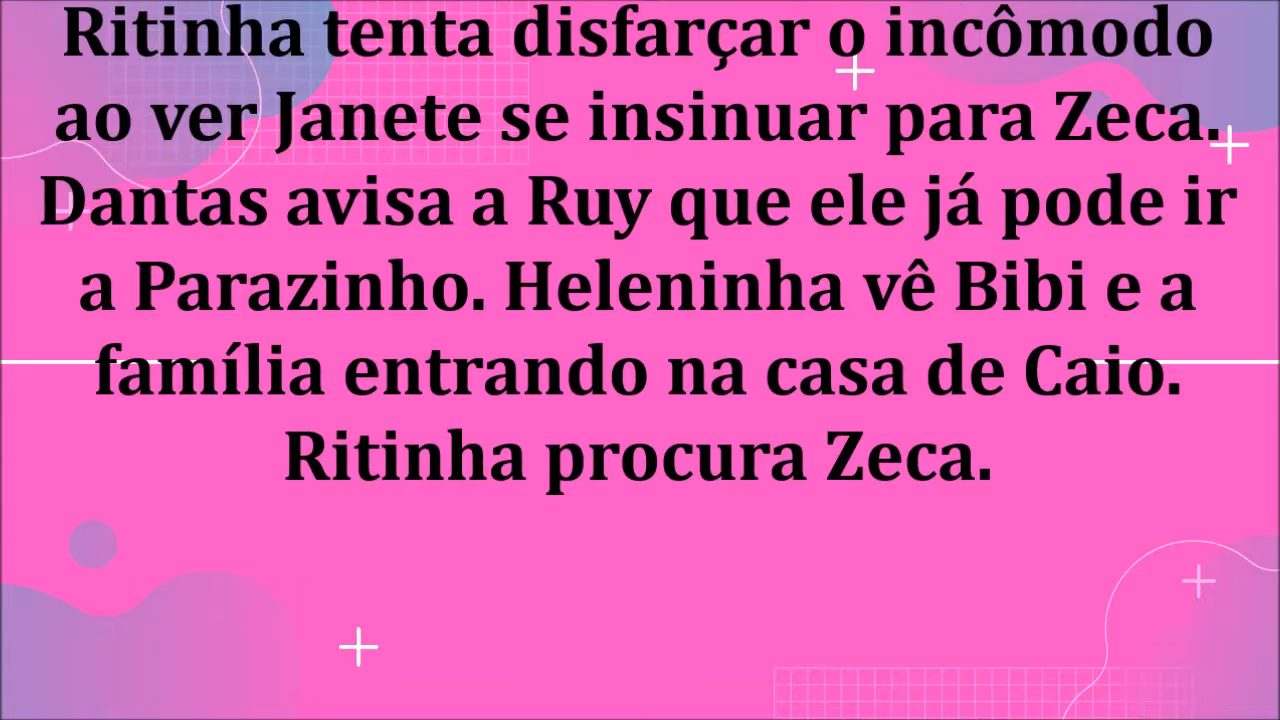 Ritinha tenta disfarçar o incômodo
ao ver Janete se insinuar para Zeca.
Dantas avisa a Ruy que ele já pode ir
a Parazinho. Heleninha vê Bibi e a
família entrando na casa de Caio.
Ritinha procura Zeca.